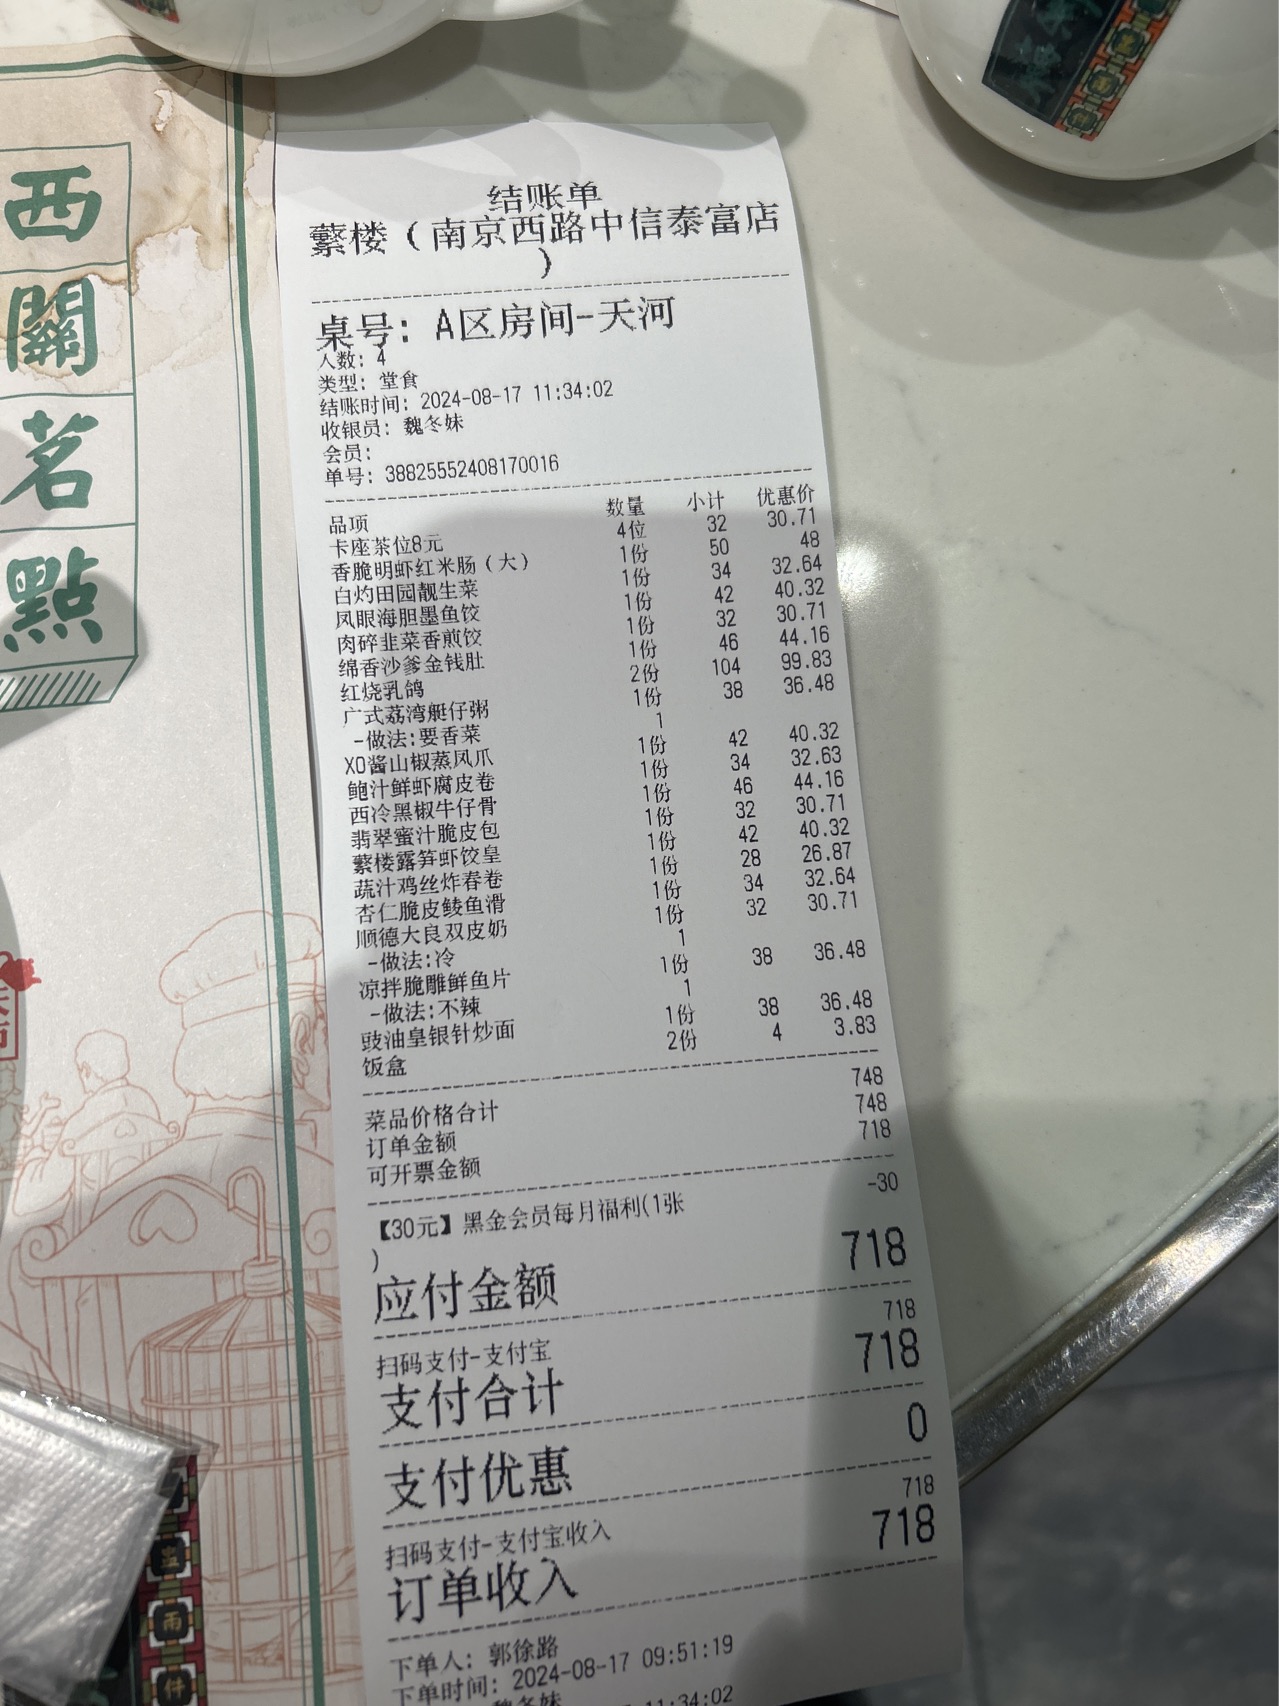 西
關
茗
點
结账单
蘩楼（南京西路中信泰富店
）
桌号: A区房间-天河
人数: 4
类型: 堂食
结账时间: 2024-08-17 11:34:02
收银员: 魏冬妹
会员:
单号: 38825552408170016
品项 数量 小计 优惠价
卡座茶位8元 4位 32 30.71
香脆明虾红米肠（大） 1份 50 48
白灼田园靓生菜 1份 34 32.64
凤眼海胆墨鱼饺 1份 42 40.32
肉碎韭菜香煎饺 1份 32 30.71
绵香沙爹金钱肚 1份 46 44.16
红烧乳鸽 2份 104 99.83
广式荔湾艇仔粥 1份 38 36.48
-做法:要香菜 1
XO酱山椒蒸凤爪 1份 42 40.32
鲍汁鲜虾腐皮卷 1份 34 32.63
西冷黑椒牛仔骨 1份 46 44.16
翡翠蜜汁脆皮包 1份 32 30.71
蘩楼露笋虾饺皇 1份 42 40.32
蔬汁鸡丝炸春卷 1份 28 26.87
杏仁脆皮鲮鱼滑 1份 34 32.64
顺德大良双皮奶 1份 32 30.71
-做法:冷 1
凉拌脆雕鲜鱼片 1份 38 36.48
-做法:不辣 1
豉油皇银针炒面 1份 38 36.48
饭盒 2份 4 3.83
菜品价格合计 748
订单金额 748
可开票金额 718
【30元】黑金会员每月福利(1张 -30
)
应付金额 718
扫码支付-支付宝 718
支付合计 718
支付优惠 0
扫码支付-支付宝收入 718
订单收入 718
下单人: 郭徐路
下单时间: 2024-08-17 09:51:19
魏冬妹
11:34:02